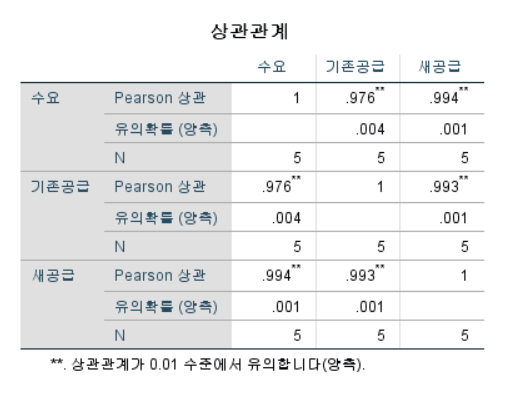 상관관계
수요 기존공급 새공급
수요 Pearson 상관 1 .976** .994**
유의확률 (양측) .004 .001
N 5 5 5
기존공급 Pearson 상관 .976** 1 .993**
유의확률 (양측) .004 .001
N 5 5 5
새공급 Pearson 상관 .994** .993** 1
유의확률 (양측) .001 .001
N 5 5 5
**. 상관관계가 0.01 수준에서 유의합니다(양측).